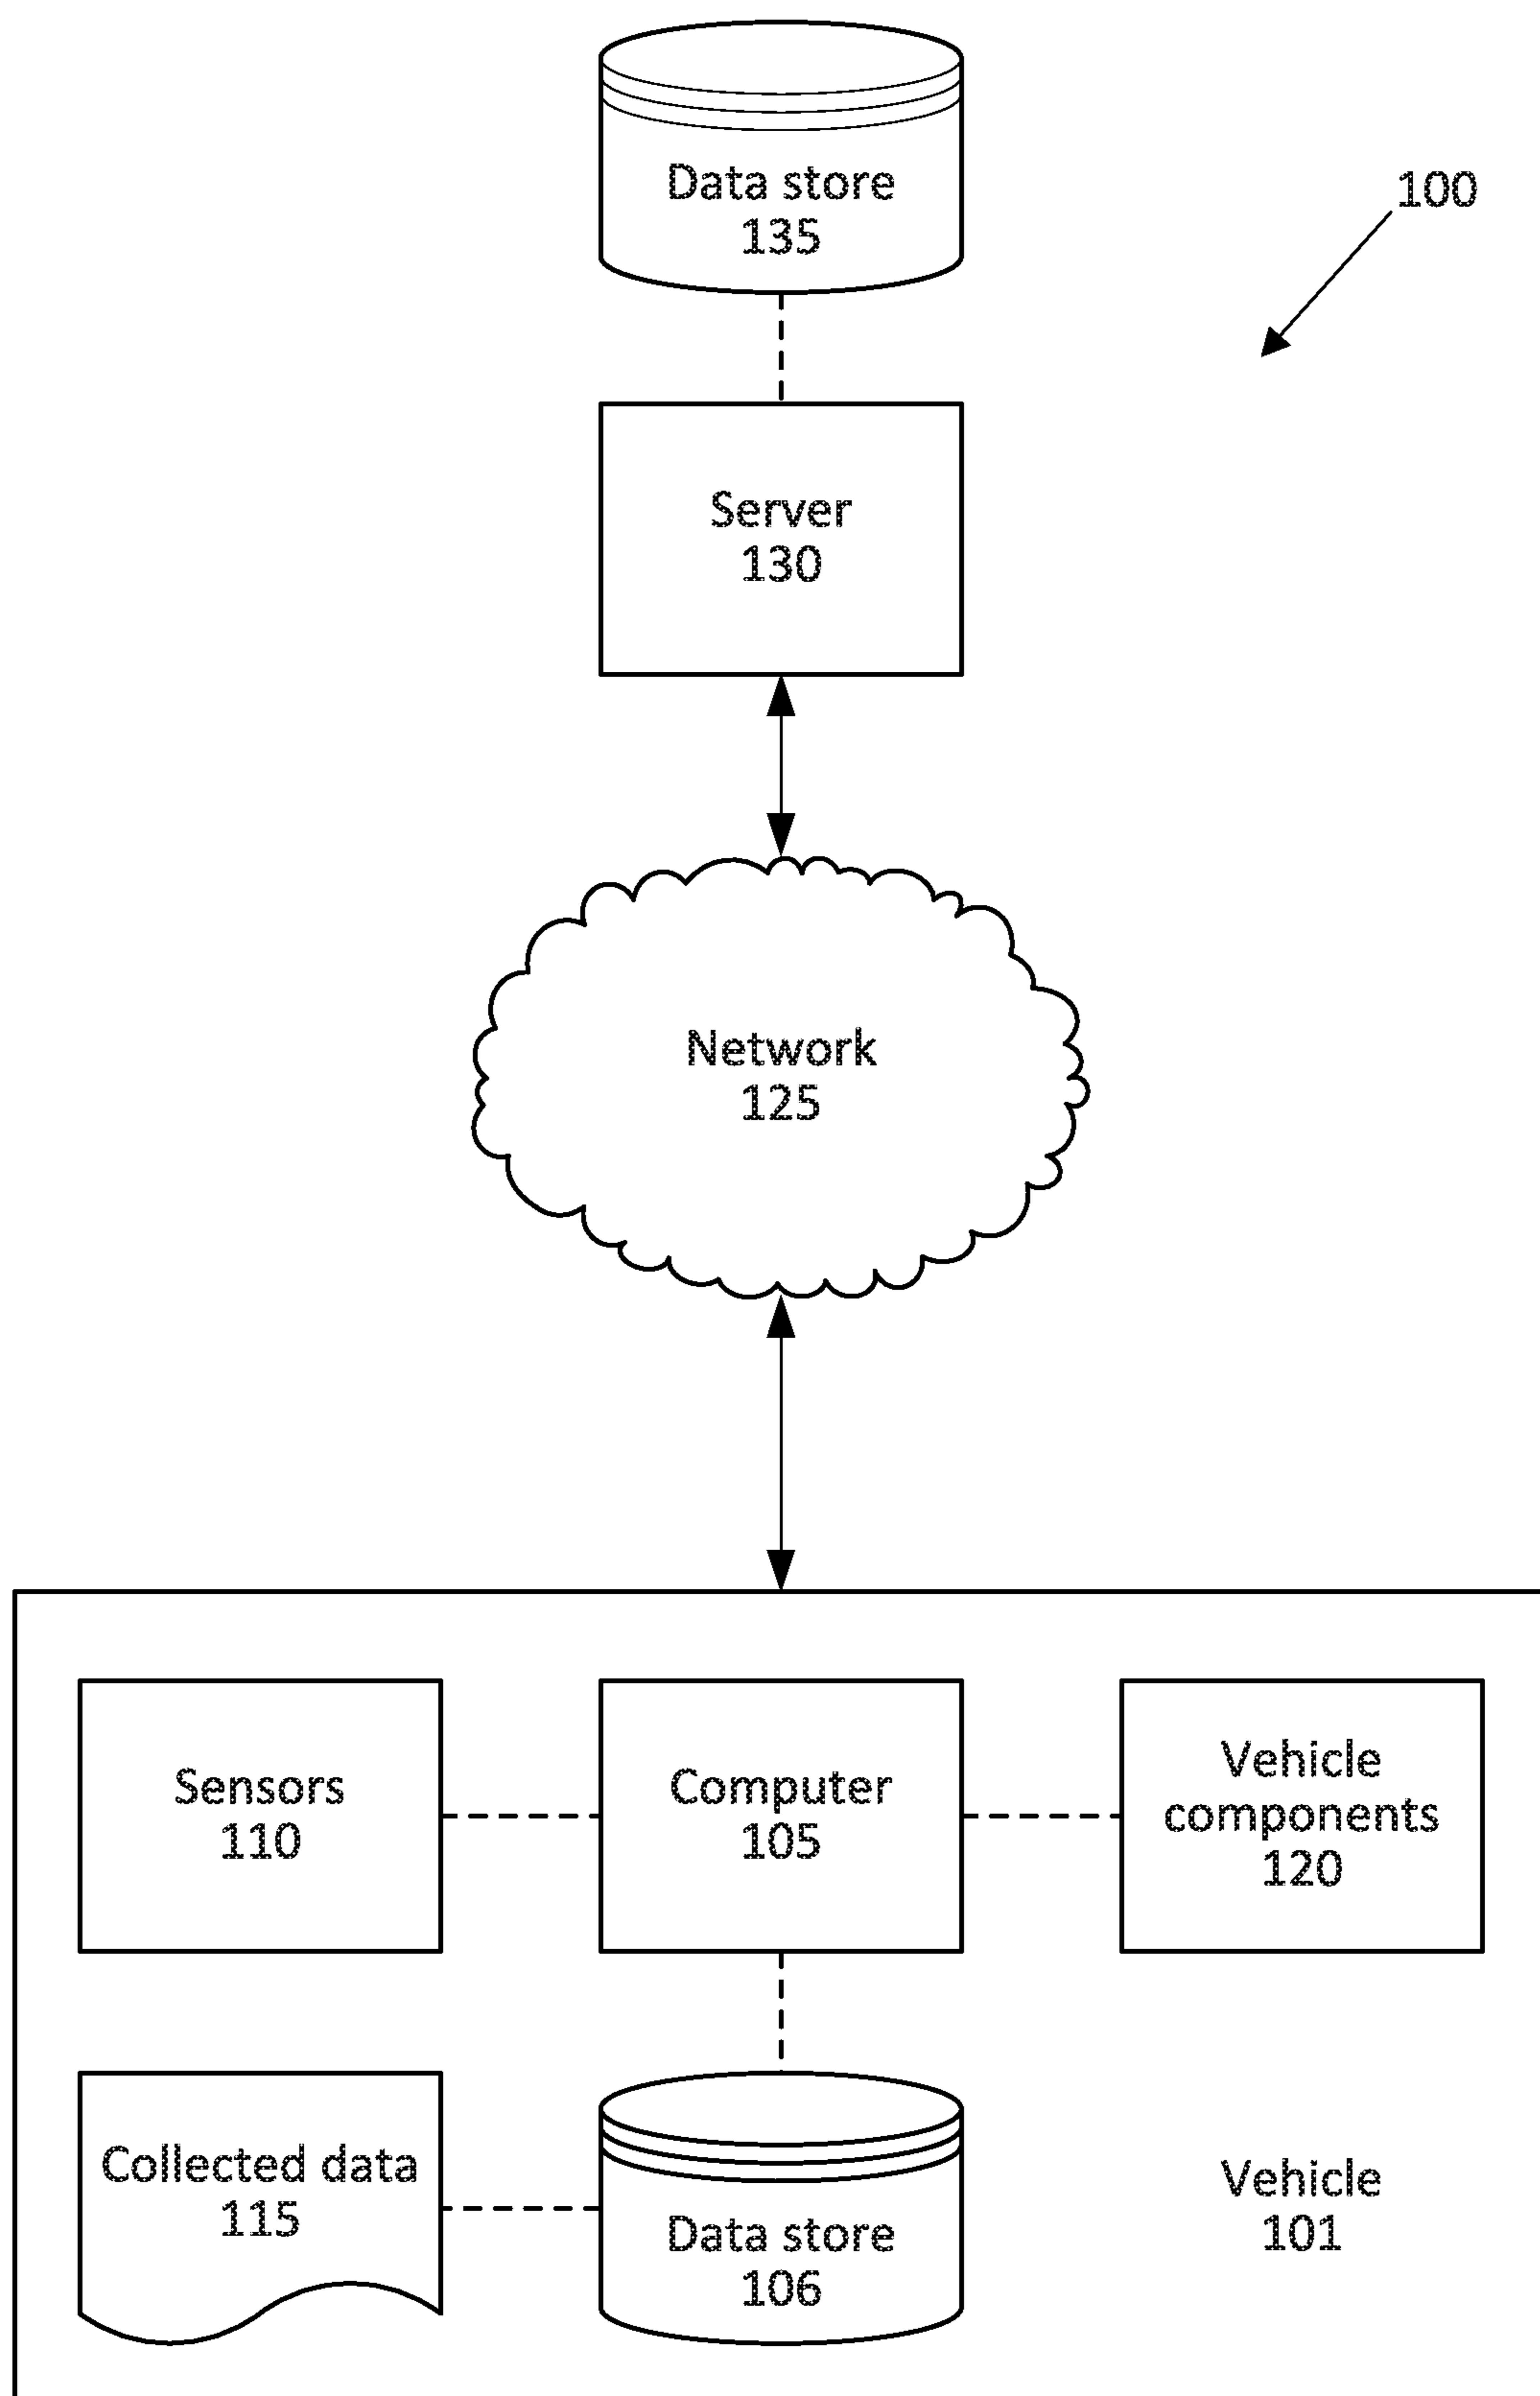 Data store
135
100
Server
130
Network
125
Sensors
110
Computer
105
Vehicle
components
120
Collected data
115
Data store
106
Vehicle
101